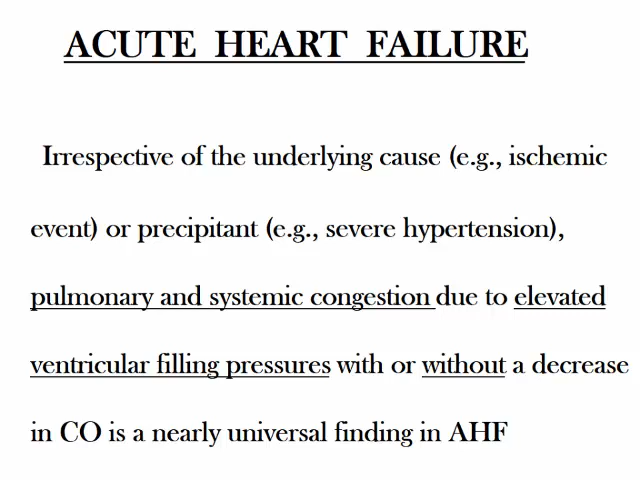 ACUTE HEART FAILURE
Irrespective of the underlying cause (e.g., ischemic
event) or precipitant (e.g., severe hypertension),
pulmonary and systemic congestion due to elevated
ventricular filling pressures with or without a decrease
in CO is a nearly universal finding in AHF